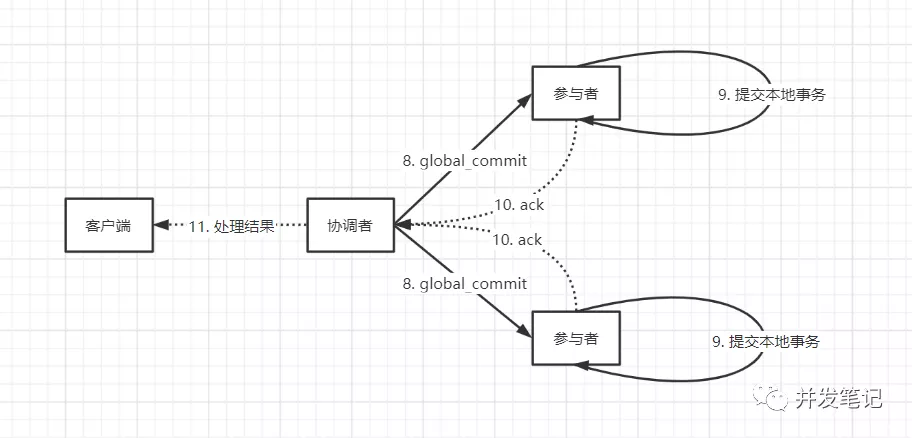 参与者
9. 提交本地事务
8. global_commit
10. ack
客户端
11. 处理结果
协调者
10. ack
8. global_commit
参与者
9. 提交本地事务
并发笔记